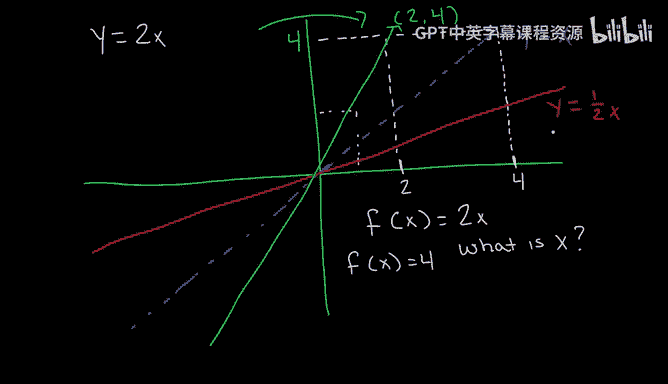 y = 2x
(2,4)
4
GPT中英字幕课程资源 bilibili
y = 1/2 x
2
4
f(x) = 2x
f(x) = 4 what is x?